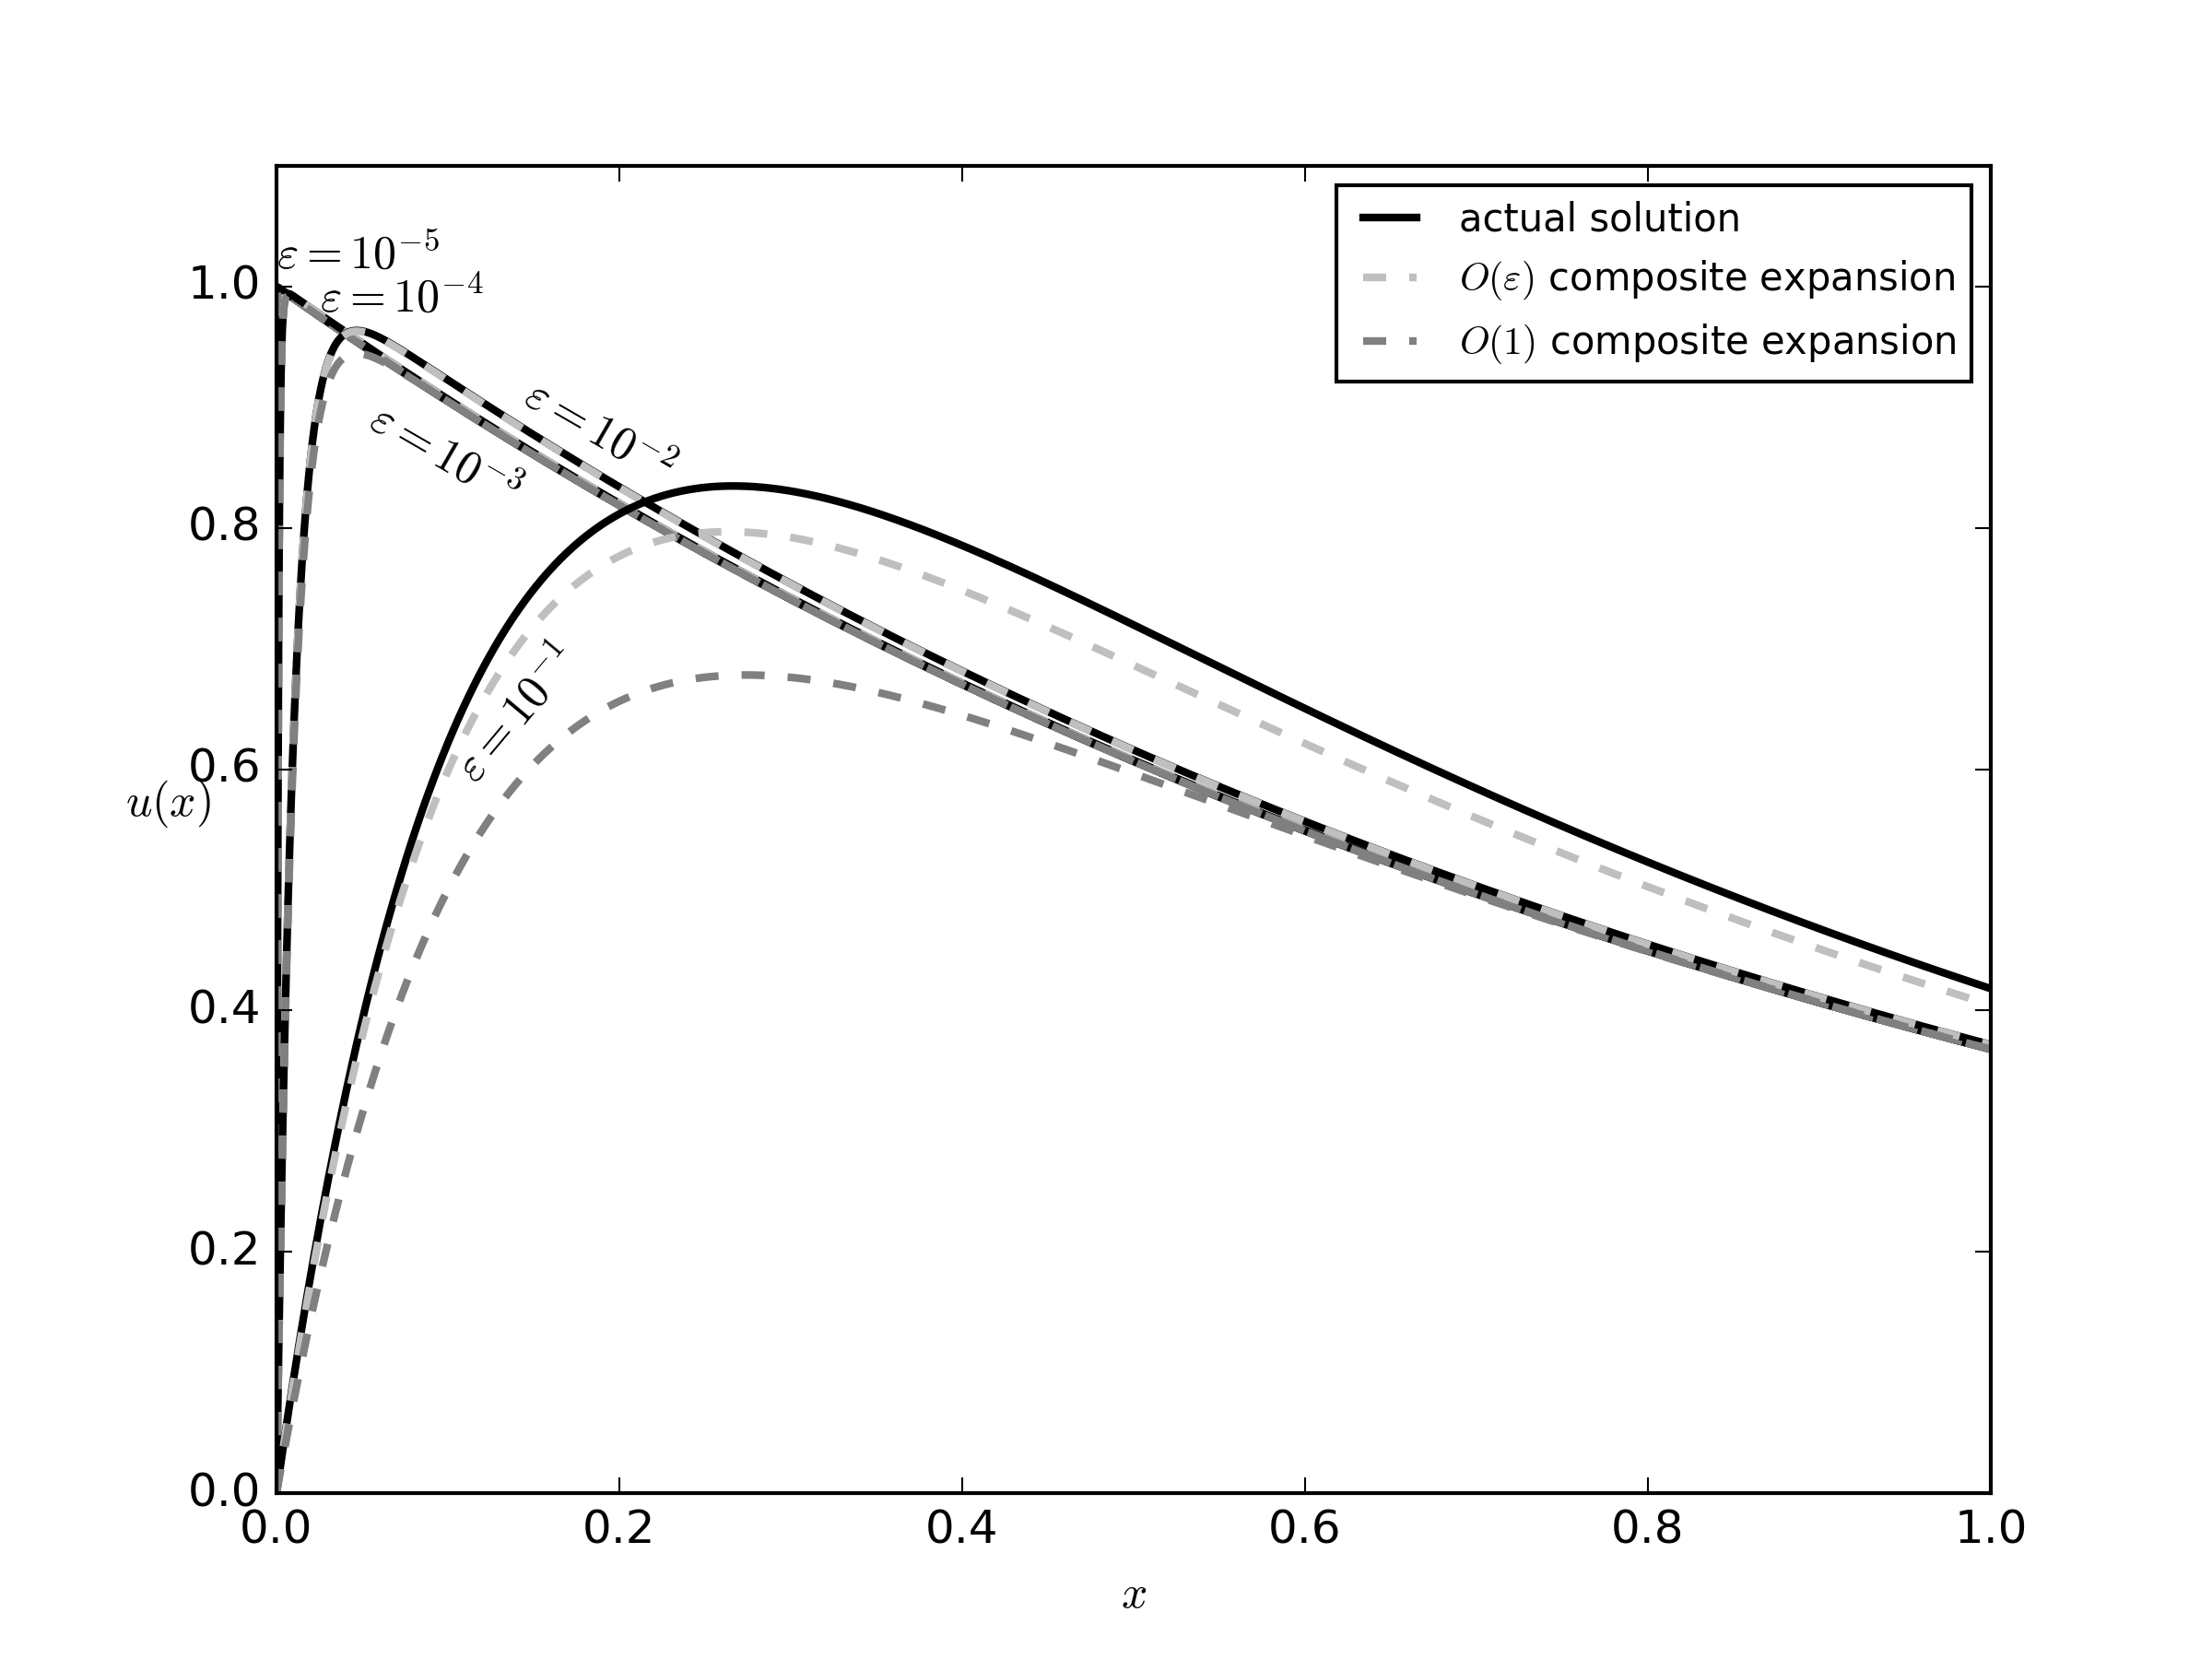 actual solution
O(ε) composite expansion
O(1) composite expansion
ε = 10⁻⁵
ε = 10⁻⁴
ε = 10⁻²
ε = 10⁻³
ε = 10⁻¹
1.0
0.8
0.6
0.4
0.2
0.0
u(x)
0.0 0.2 0.4 0.6 0.8 1.0
x